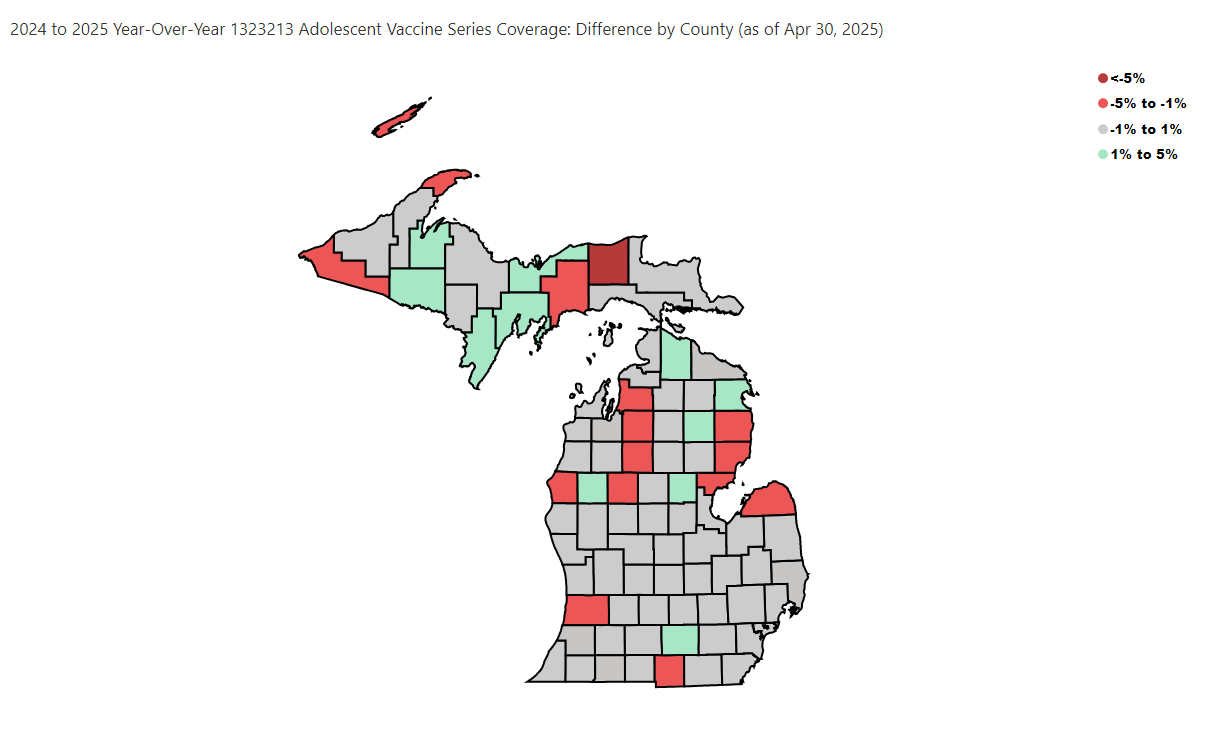 2024 to 2025 Year-Over-Year 1323213 Adolescent Vaccine Series Coverage: Difference by County (as of Apr 30, 2025)
<-5%
-5% to -1%
-1% to 1%
1% to 5%